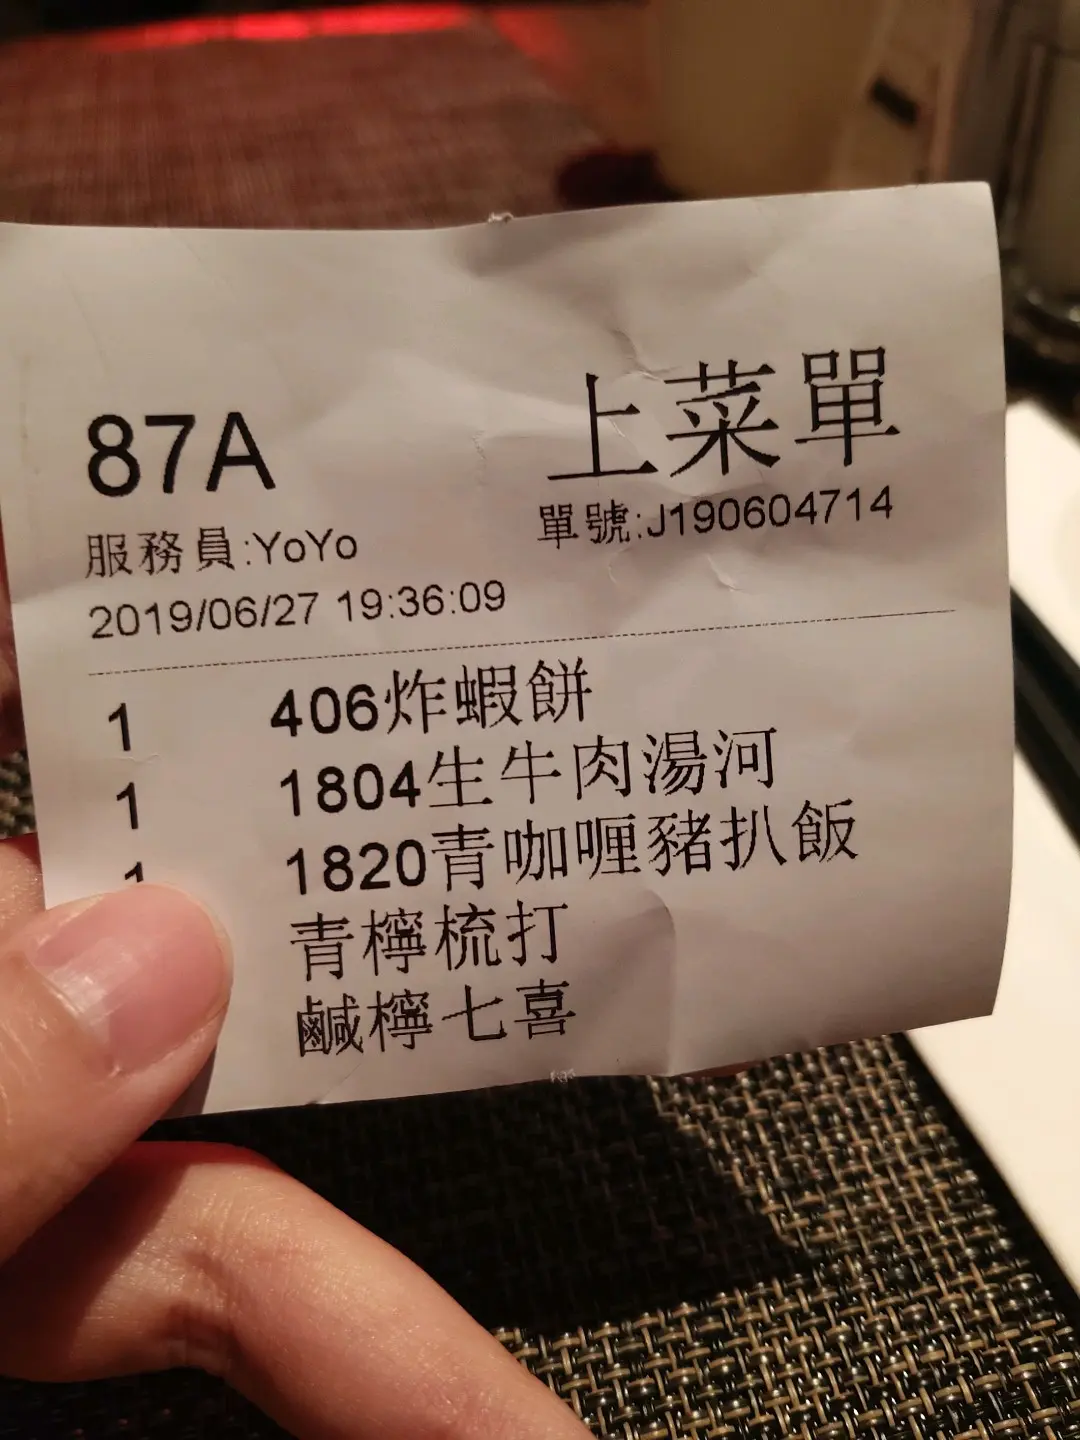 87A 上菜單
服務員:YoYo 單號:J190604714
2019/06/27 19:36:09
1 406炸蝦餅
1 1804生牛肉湯河
1 1820青咖喱豬扒飯
青檸梳打
鹹檸七喜